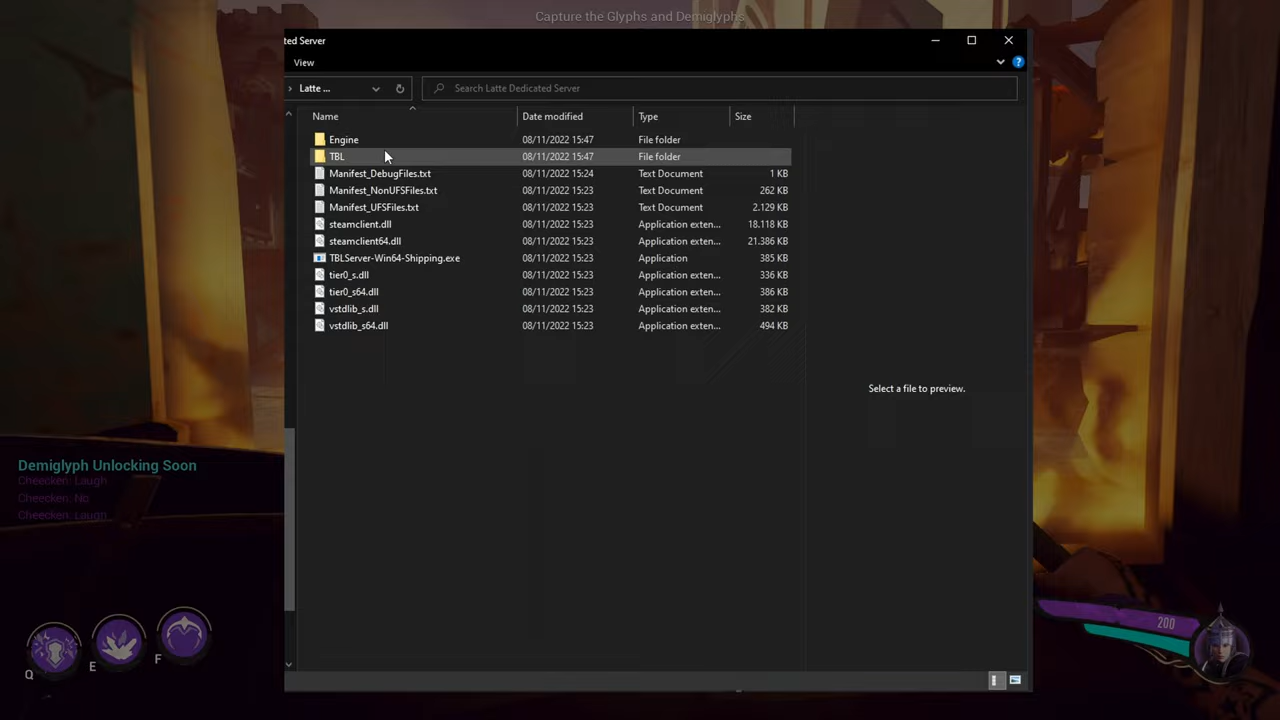 Capture the Glyphs and Demiglyphs
ted Server
View
Latte ...
Search Latte Dedicated Server
Name Date modified Type Size
Engine 08/11/2022 15:47 File folder
TBL 08/11/2022 15:47 File folder
Manifest_DebugFiles.txt 08/11/2022 15:24 Text Document 1 KB
Manifest_NonUFSFiles.txt 08/11/2022 15:23 Text Document 262 KB
Manifest_UFSFiles.txt 08/11/2022 15:23 Text Document 2.129 KB
steamclient.dll 08/11/2022 15:23 Application exten... 18.118 KB
steamclient64.dll 08/11/2022 15:23 Application exten... 21.386 KB
TBLServer-Win64-Shipping.exe 08/11/2022 15:23 Application 385 KB
tier0_s.dll 08/11/2022 15:23 Application exten... 336 KB
tier0_s64.dll 08/11/2022 15:23 Application exten... 386 KB
vstdlib_s.dll 08/11/2022 15:23 Application exten... 382 KB
vstdlib_s64.dll 08/11/2022 15:23 Application exten... 494 KB
Select a file to preview.
Demiglyph Unlocking Soon
Cheecken: Laugh
Cheecken: No
Cheecken: Laugh
200
Q
E
F